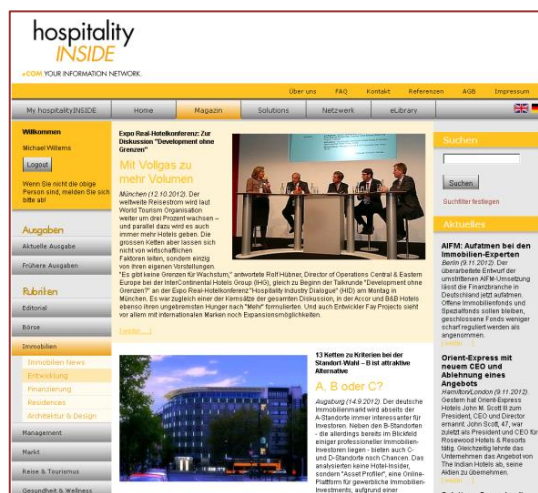 hospitality
INSIDE
.COM YOUR INFORMATION NETWORK.
Über uns FAQ Kontakt Referenzen AGB Impressum
My hospitalityINSIDE Home Magazin Solutions Netzwerk eLibrary
Willkommen
Michael Willems
Logout
Wenn Sie nicht die obige
Person sind, melden Sie sich
bitte ab!
Ausgaben
Aktuelle Ausgabe
Frühere Ausgaben
Rubriken
Editorial
Börse
Immobilien
Immobilien News
Entwicklung
Finanzierung
Residences
Architektur & Design
Management
Markt
Reise & Tourismus
Gesundheit & Wellness
Expo Real-Hotelkonferenz: Zur
Diskussion "Development ohne
Grenzen"
Mit Vollgas zu
mehr Volumen
München (12.10.2012). Der
weltweite Reisestrom wird laut
World Tourism Organisation
weiter um drei Prozent wachsen –
und parallel dazu wird es auch
immer mehr Hotels geben. Die
grossen Ketten aber lassen sich
nicht von wirtschaftlichen
Faktoren leiten, sondern einzig
von ihren eigenen Vorstellungen.
"Es gibt keine Grenzen für Wachstum," antwortete Rolf Hübner, Director of Operations Central & Eastern
Europe bei der InterContinental Hotels Group (IHG), gleich zu Beginn der Talkrunde "Development ohne
Grenzen?" an der Expo Real-Hotelkonferenz "Hospitality Industry Dialogue" (HID) am Montag in
München. Es war zugleich einer der Kernsätze der gesamten Diskussion, in der Accor und B&B Hotels
ebenso ihren ungebremsten Hunger nach "Mehr" formulierten. Und auch Entwickler Fay Projects sieht
vor allem mit internationalen Marken noch Expansionsmöglichkeiten.
[weiter ...]
13 Ketten zu Kriterien bei der
Standort-Wahl – B ist attraktive
Alternative
A, B oder C?
Augsburg (14.9.2012). Der deutsche
Immobilienmarkt wird abseits der
A-Standorte immer interessanter für
Investoren. Neben den B-Standorten
- die allerdings bereits im Blickfeld
einiger professioneller Immobilien-
Investoren liegen - bieten auch C-
und D-Standorte noch Chancen. Das
analysierten keine Hotel-Insider,
sondern "Asset Profiler", eine Online-
Plattform für gewerbliche Immobilien-
Investments, aufgrund einer
Suchen
Suchen
Suchfilter festlegen
Aktuelles
AIFM: Aufatmen bei den
Immobilien-Experten
Berlin (9.11.2012). Der
überarbeitete Entwurf der
umstrittenen AIFM-Umsetzung
lässt die Finanzbranche in
Deutschland jetzt aufatmen.
Offene Immobilienfonds und
Spezialfonds sollen bleiben,
geschlossene Fonds weniger
scharf reguliert werden als
angenommen.
[weiter ...]
Orient-Express mit
neuem CEO und
Ablehnung eines
Angebots
Hamilton/London (9.11.2012).
Gestern hat Orient-Express
Hotels John M. Scott III zum
President, CEO und Director
ernannt. John Scott, 47, war
zuletzt als President und CEO für
Rosewood Hotels & Resorts
tätig. Gleichzeitig lehnte das
Unternehmen das Angebot von
The Indian Hotels ab, seine
Aktien zu übernehmen.
[weiter ...]